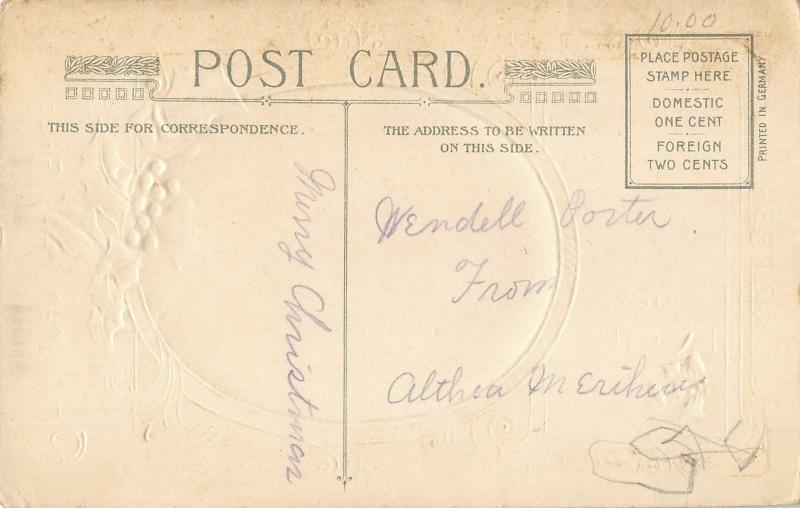 10.00
POST CARD.
PLACE POSTAGE
STAMP HERE
DOMESTIC
ONE CENT
FOREIGN
TWO CENTS
PRINTED IN GERMANY
THIS SIDE FOR CORRESPONDENCE.
THE ADDRESS TO BE WRITTEN
ON THIS SIDE.
Merry Christmas
Wendell Porter
From
Althea